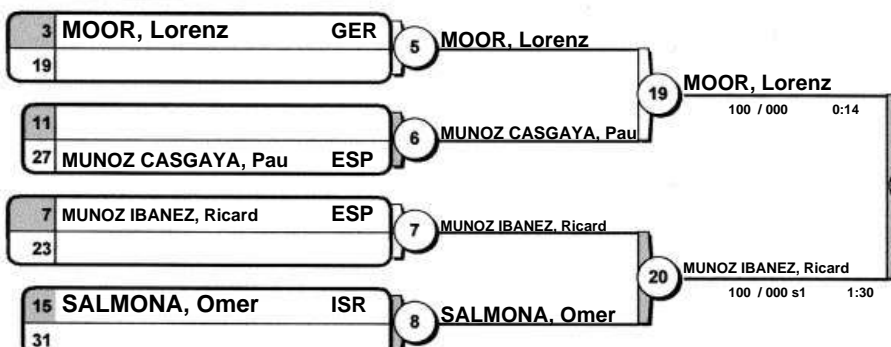 3 MOOR, Lorenz GER
19
5
MOOR, Lorenz
11
27 MUNOZ CASGAYA, Pau ESP
6
MUNOZ CASGAYA, Pau
19
MOOR, Lorenz
100 / 000 0:14
7 MUNOZ IBANEZ, Ricard ESP
23
7
MUNOZ IBANEZ, Ricard
15 SALMONA, Omer ISR
31
8
SALMONA, Omer
20
MUNOZ IBANEZ, Ricard
100 / 000 s1 1:30